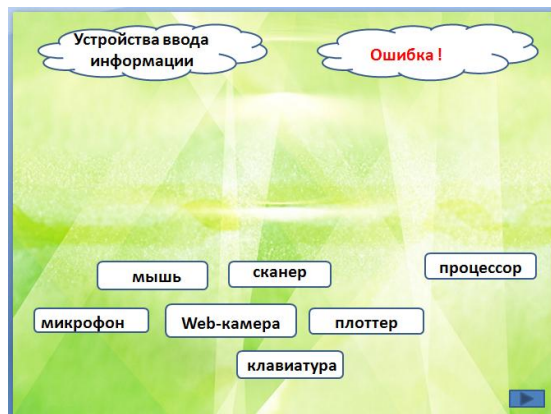 Устройства ввода
информации
Ошибка !
мышь
сканер
процессор
микрофон
Web-камера
плоттер
клавиатура